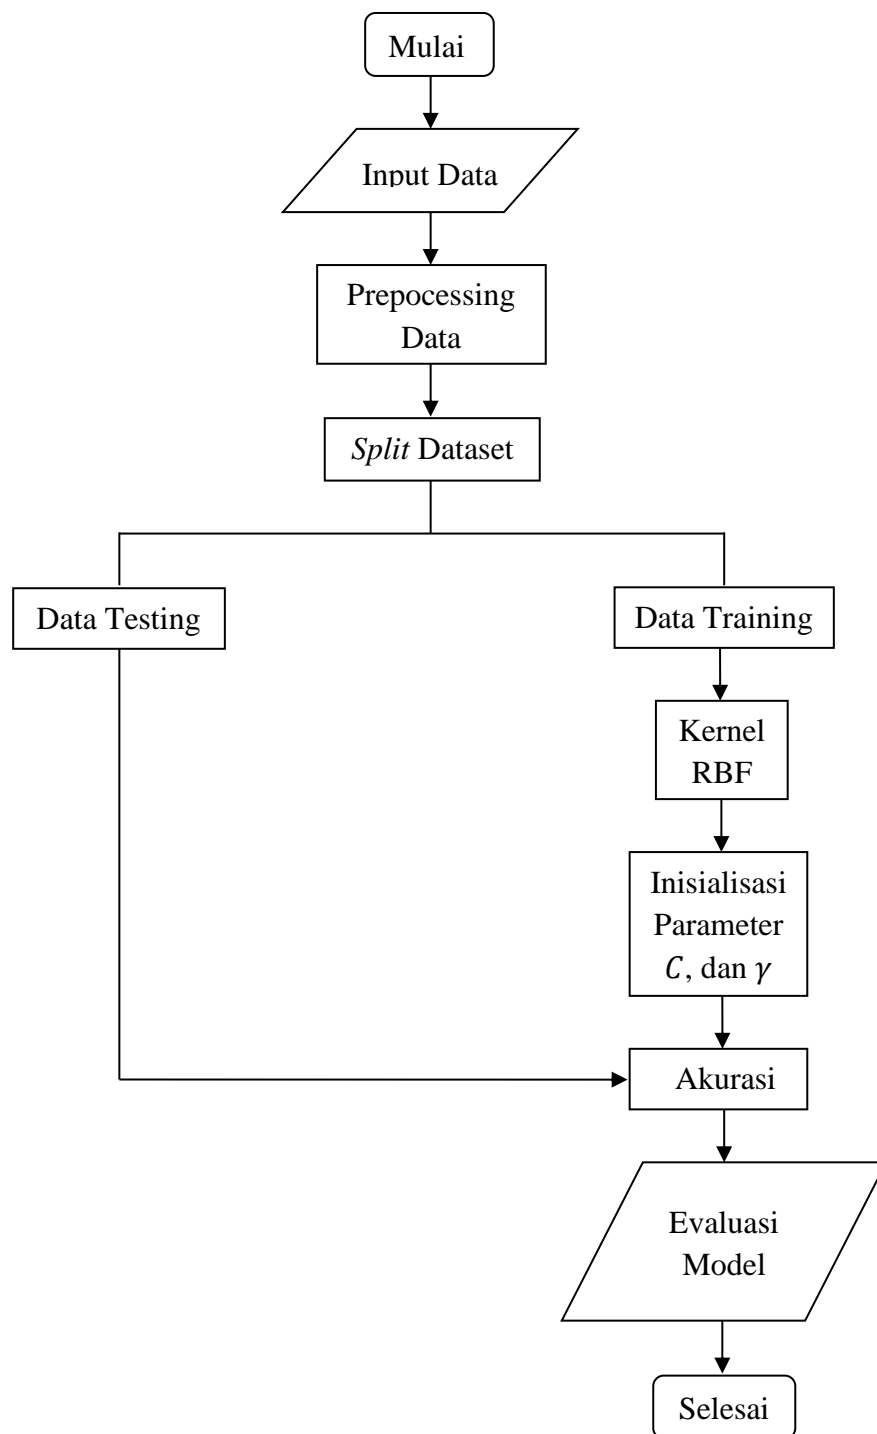 Mulai
Input Data
Prepocessing
Data
Split Dataset
Data Testing
Data Training
Kernel
RBF
Inisialisasi
Parameter
C, dan γ
Akurasi
Evaluasi
Model
Selesai